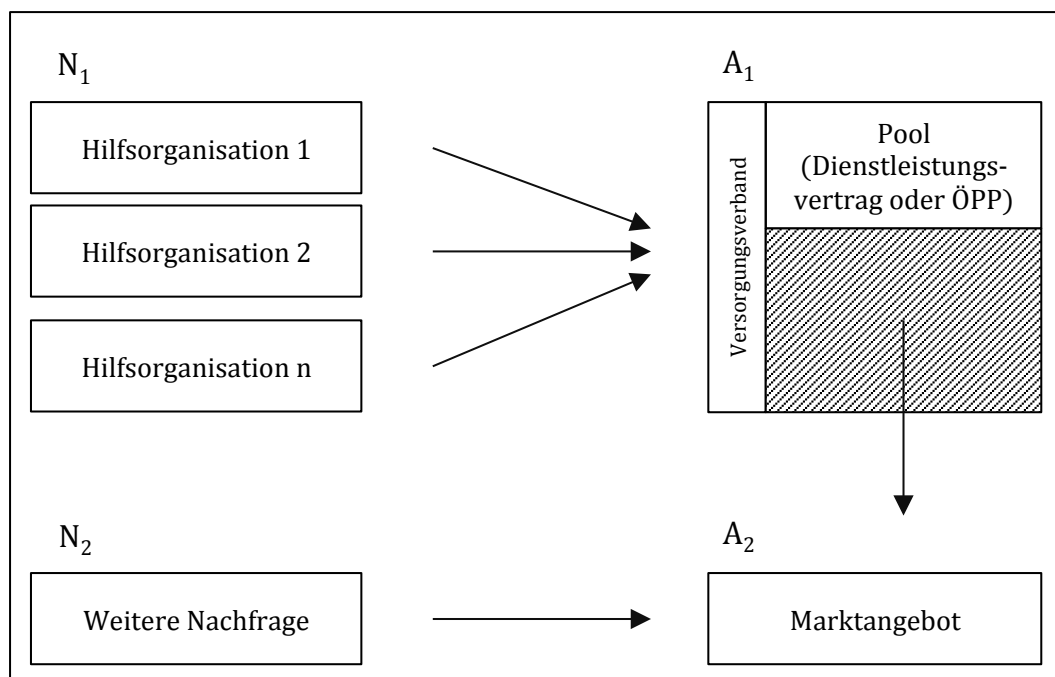 N₁
Hilfsorganisation 1
Hilfsorganisation 2
Hilfsorganisation n
A₁
Versorgungsverband
Pool
(Dienstleistungs-
vertrag oder ÖPP)
N₂
Weitere Nachfrage
A₂
Marktangebot